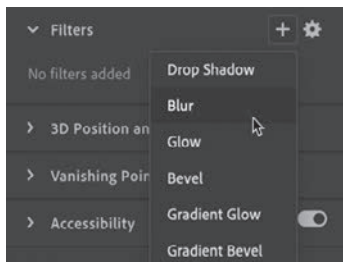 Filters
No filters added
Drop Shadow
Blur
3D Position an
Glow
Vanishing Poin
Bevel
Accessibility
Gradient Glow
Gradient Bevel